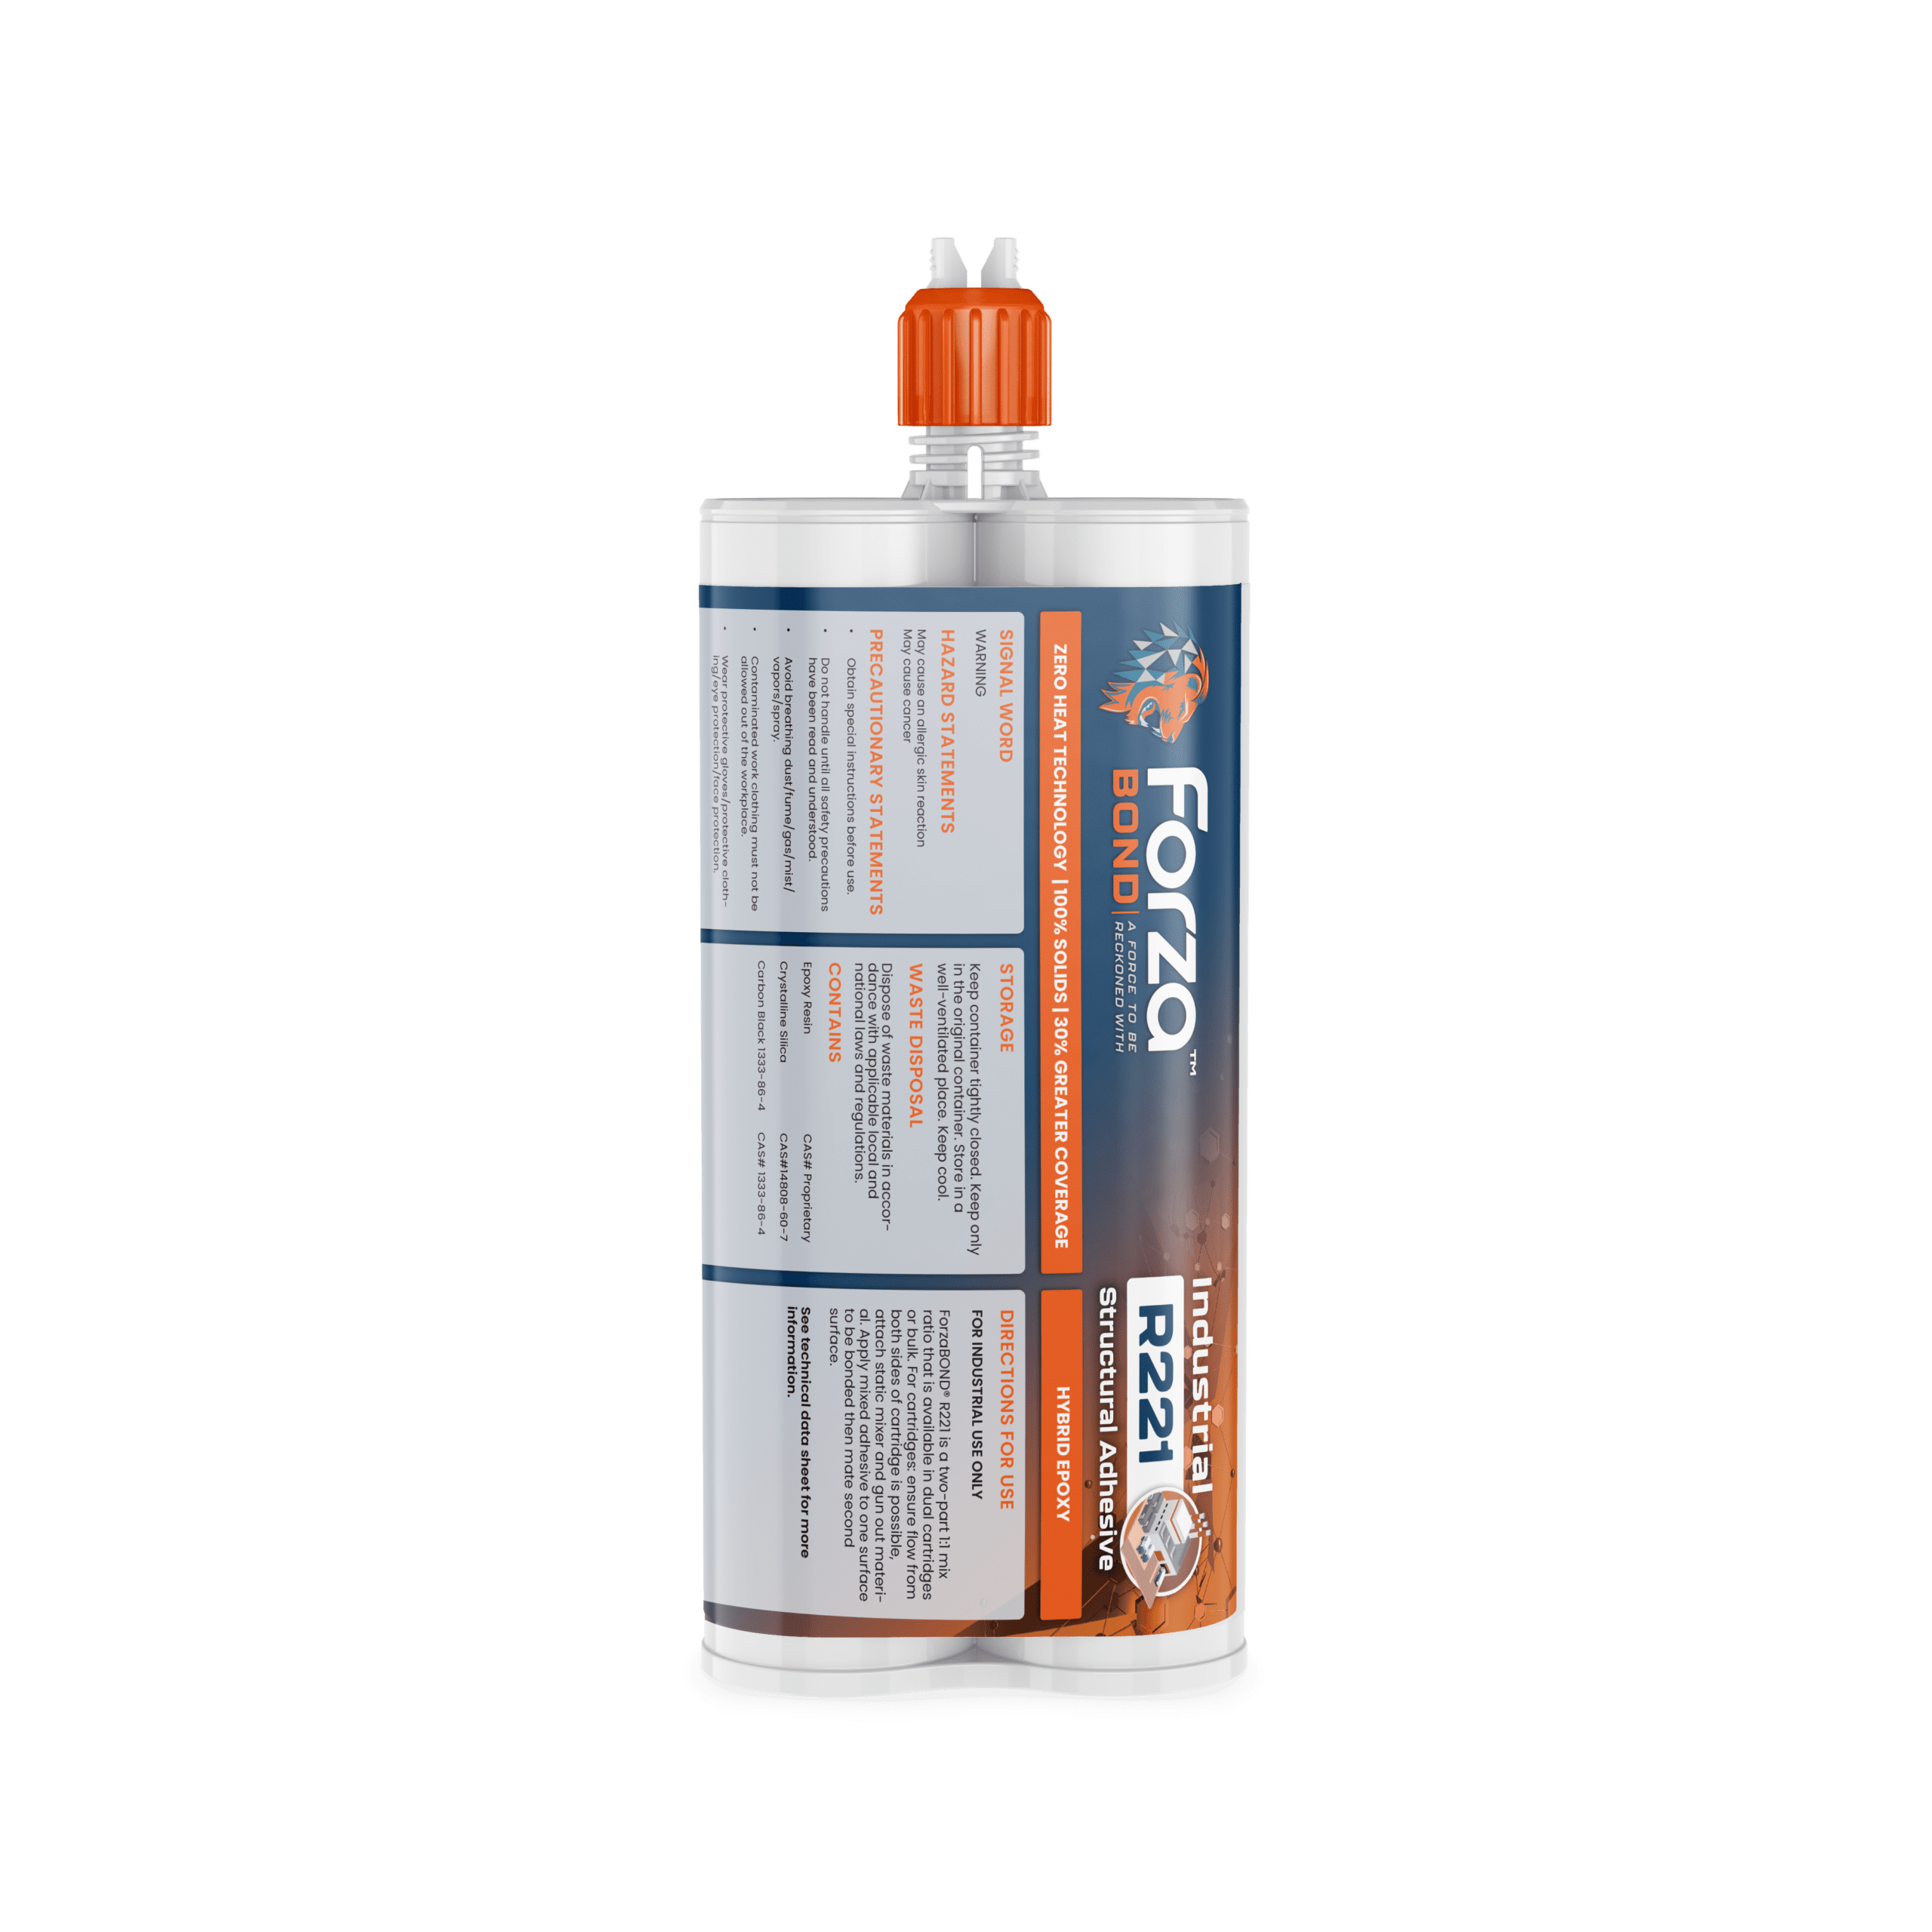 Forza™
BOND | A FORCE TO BE
RECKONED WITH
Industrial
R221
Structural Adhesive
ZERO HEAT TECHNOLOGY | 100% SOLIDS | 30% GREATER COVERAGE
HYBRID EPOXY
SIGNAL WORD
WARNING
HAZARD STATEMENTS
May cause an allergic skin reaction
May cause cancer
PRECAUTIONARY STATEMENTS
• Obtain special instructions before use.
• Do not handle until all safety precautions
have been read and understood.
• Avoid breathing dust/fume/gas/mist/
vapors/spray.
• Contaminated work clothing must not be
allowed out of the workplace.
• Wear protective gloves/protective cloth-
ing/eye protection/face protection.
STORAGE
Keep container tightly closed. Keep only
in the original container. Store in a
well-ventilated place. Keep cool.
WASTE DISPOSAL
Dispose of waste materials in accor-
dance with applicable local and
national laws and regulations.
CONTAINS
Epoxy Resin CAS# Proprietary
Crystalline Silica CAS#14808-60-7
Carbon Black 1333-86-4 CAS# 1333-86-4
DIRECTIONS FOR USE
FOR INDUSTRIAL USE ONLY
ForzaBOND® R221 is a two-part 1:1 mix
ratio that is available in dual cartridges
or bulk. For cartridges: ensure flow from
both sides of cartridge is possible,
attach static mixer and gun out materi-
al. Apply mixed adhesive to one surface
to be bonded then mate second
surface.
See technical data sheet for more
information.